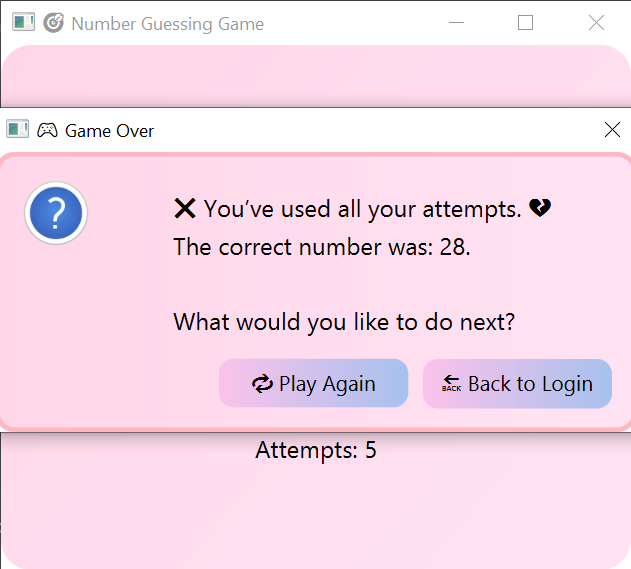 Number Guessing Game
Game Over
❌ You’ve used all your attempts. 💔
The correct number was: 28.
What would you like to do next?
Play Again
BACK Back to Login
Attempts: 5